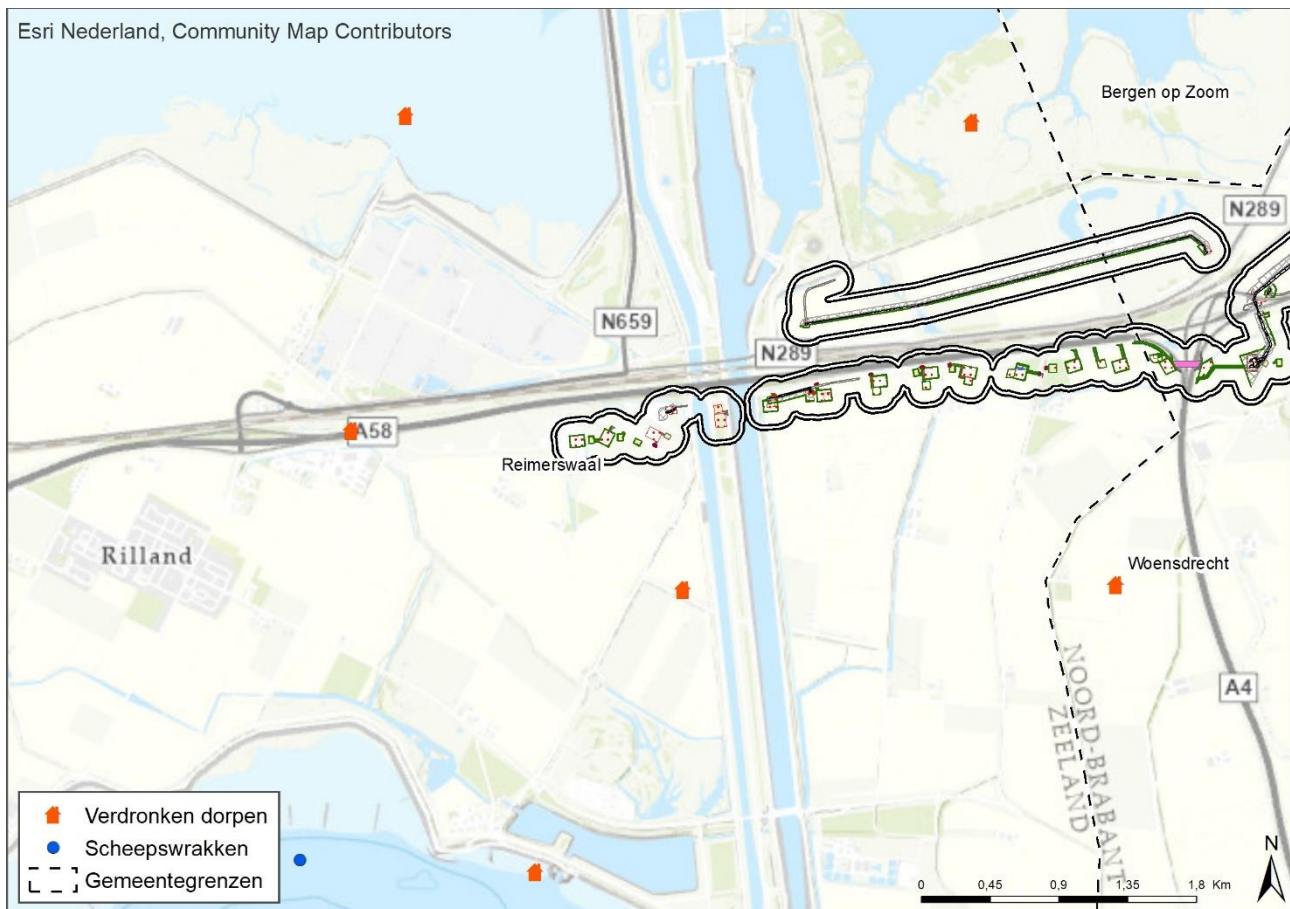 Esri Nederland, Community Map Contributors
Bergen op Zoom
N289
N659
N289
A58
Reimerswaal
Rilland
Woensdrecht
A4
NOORD-BRABANT
ZEELAND
Verdronken dorpen
Scheepswrakken
Gemeentegrenzen
N
0 0,45 0,9 1,35 1,8 Km